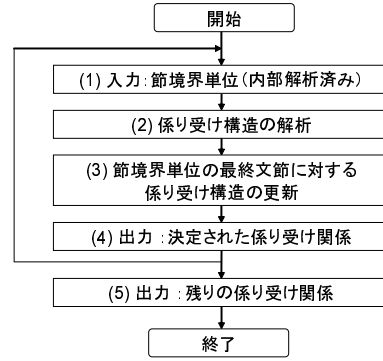 開始
(1) 入力:節境界単位(内部解析済み)
(2) 係り受け構造の解析
(3) 節境界単位の最終文節に対する
係り受け構造の更新
(4) 出力:決定された係り受け関係
(5) 出力:残りの係り受け関係
終了